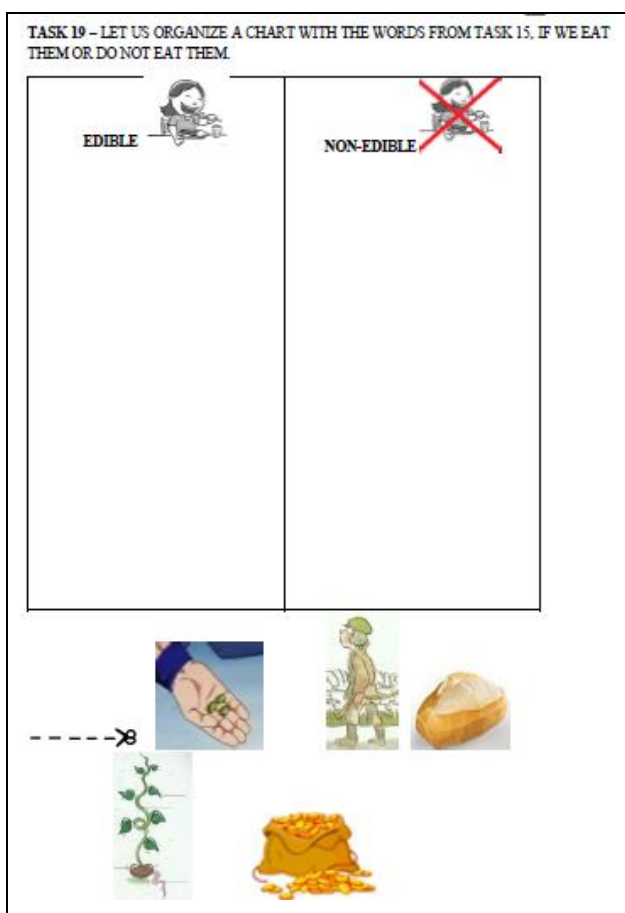 TASK 19 – LET US ORGANIZE A CHART WITH THE WORDS FROM TASK 15, IF WE EAT
THEM OR DO NOT EAT THEM.
EDIBLE
NON-EDIBLE